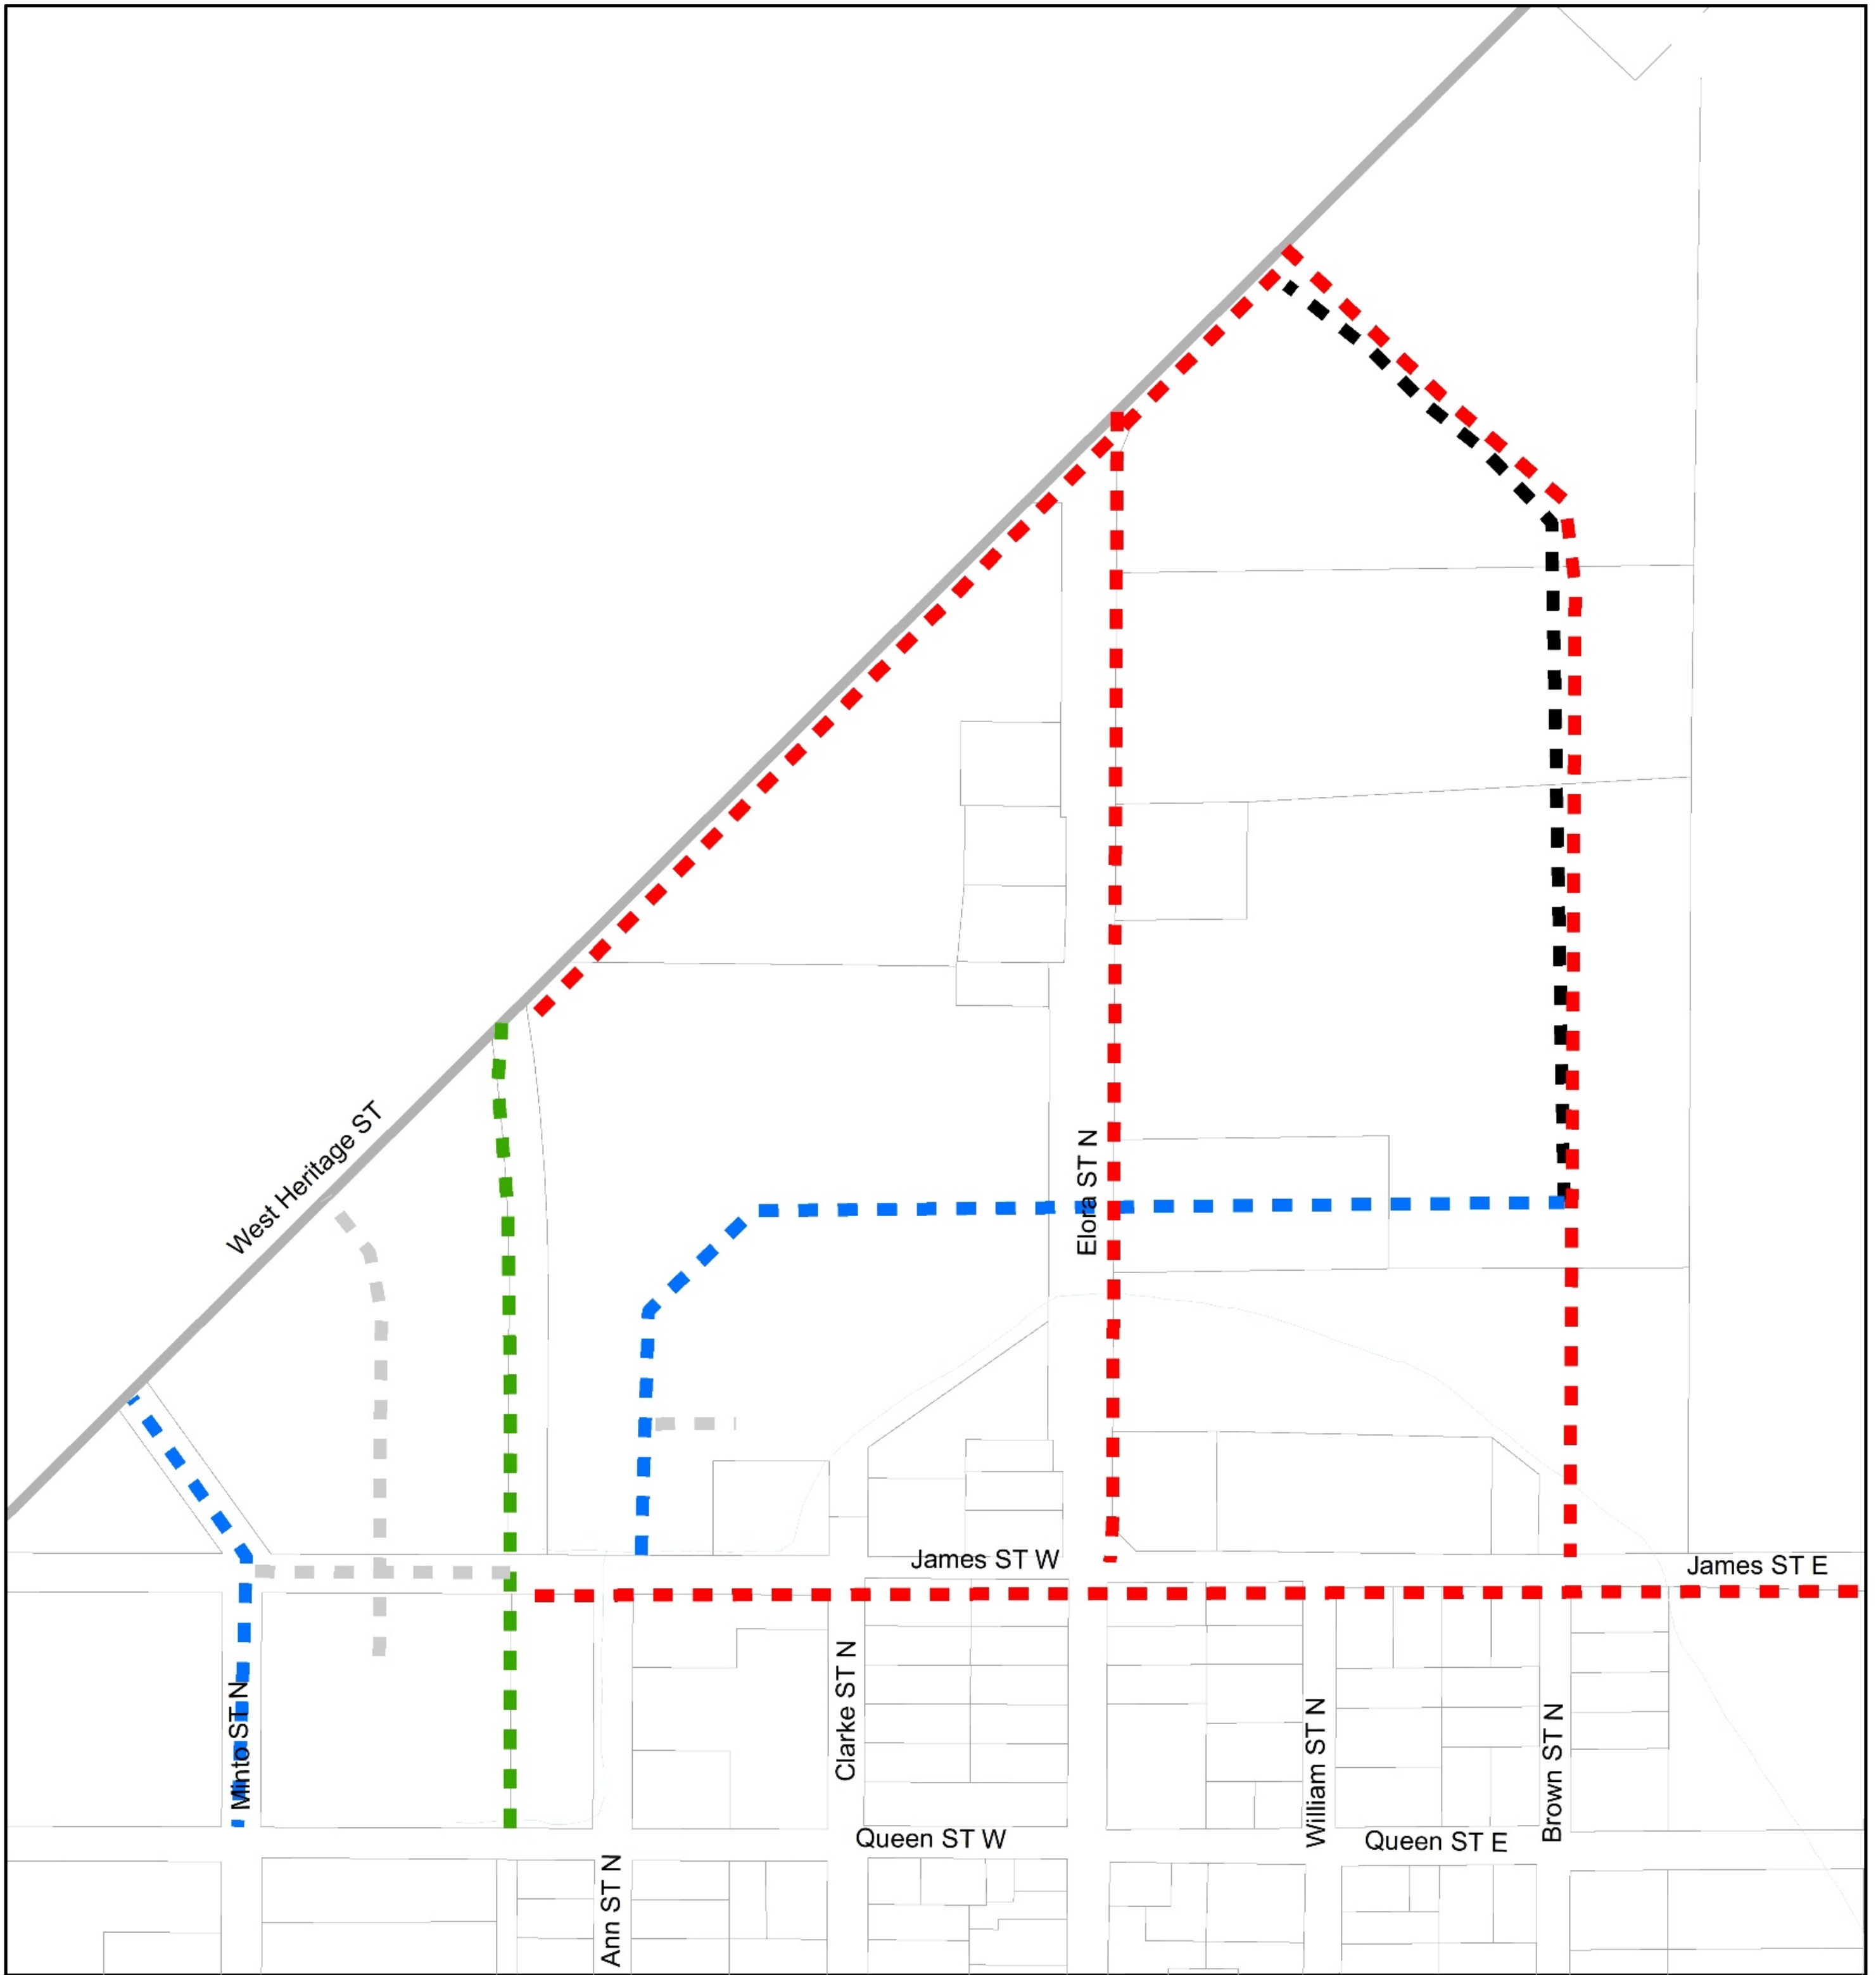 West Heritage ST
Elora ST N
James ST W
James ST E
Minto ST N
Clarke ST N
William ST N
Brown ST N
Queen ST W
Queen ST E
Ann ST N